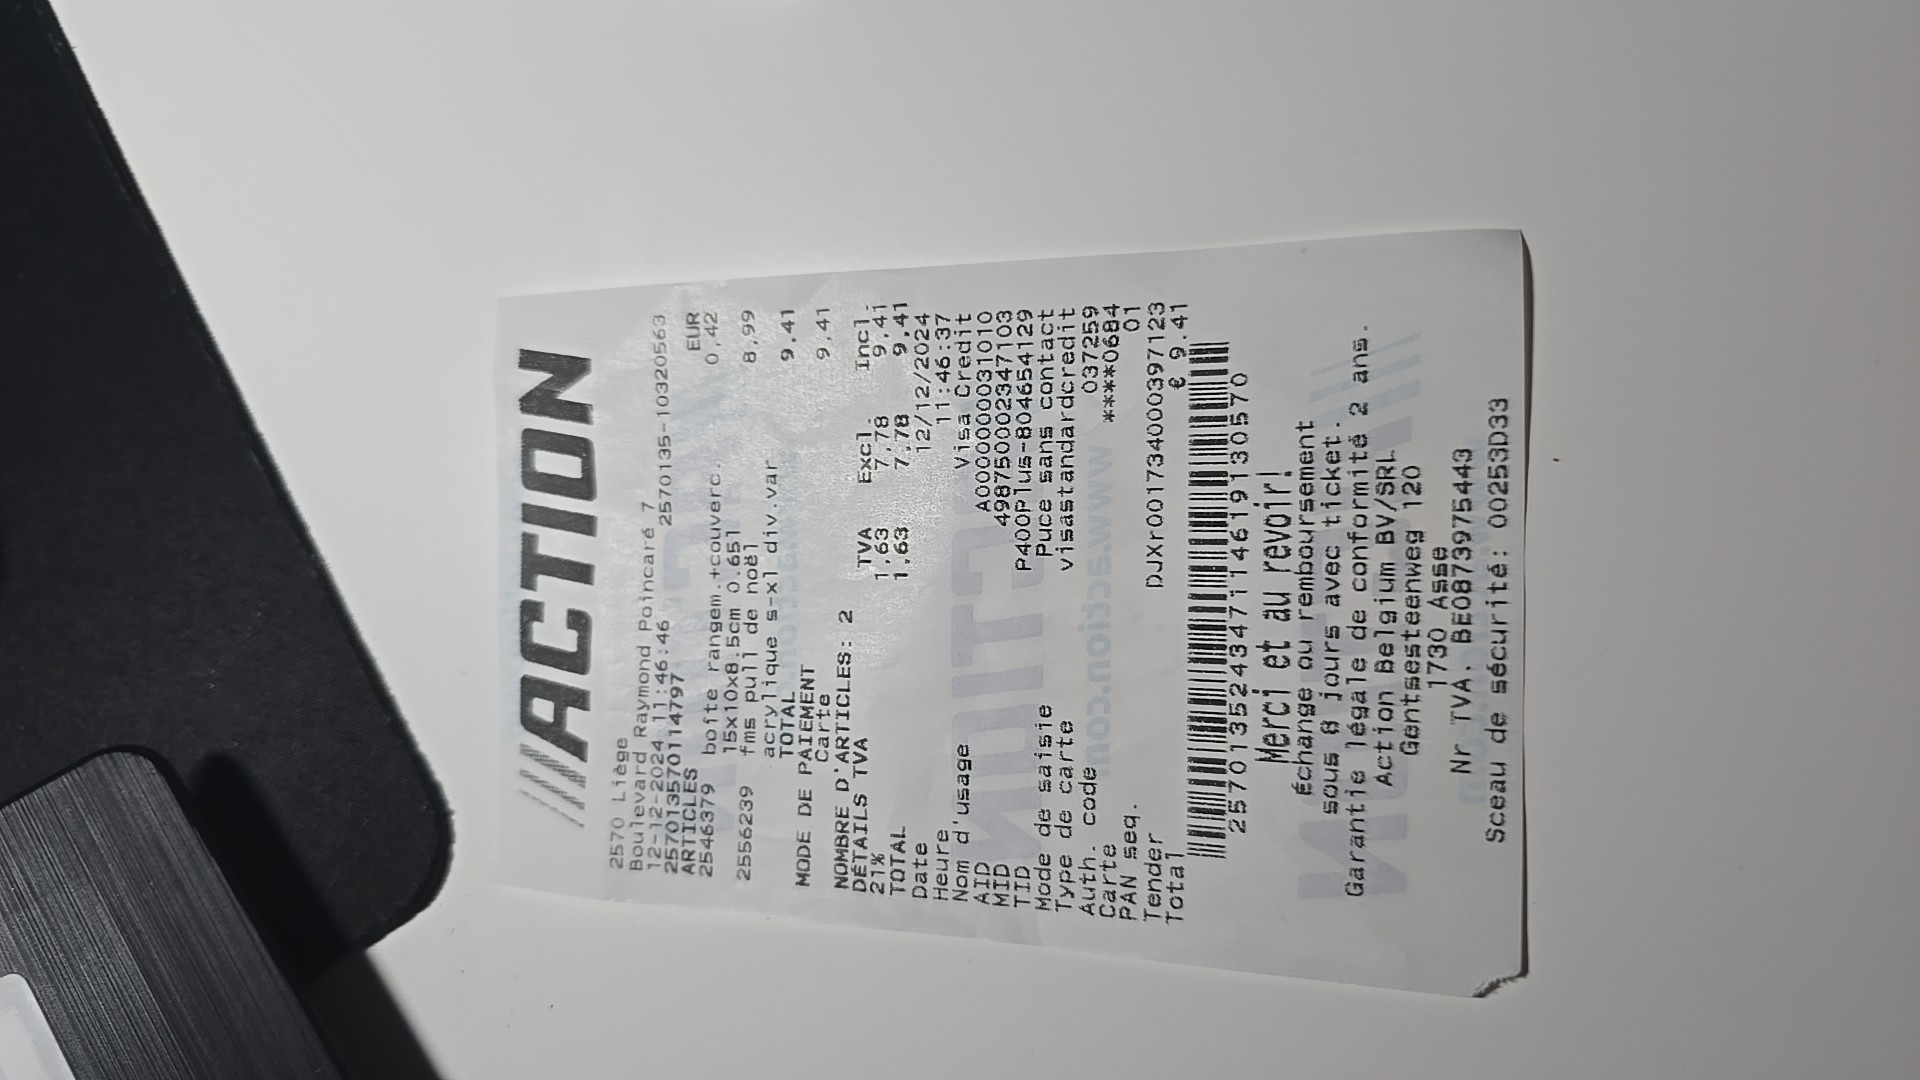 ///ACTION
2570 Liège
Boulevard Raymond Poincaré 7
12-12-2024 11:46:46 2570135-10320563
2570135701 14797
ARTICLES EUR
2546379 boîte rangem.+couverc. 0,42
15x10x8.5cm 0.65l
2556239 fms pull de noël 8,99
acrylique s-xl div.var
TOTAL 9,41
MODE DE PAIEMENT
Carte 9,41
NOMBRE D'ARTICLES: 2
DÉTAILS TVA TVA Excl. Incl.
21% 1,63 7,78 9,41
TOTAL 1,63 7,78 9,41
Date 12/12/2024
Heure 11:46:37
Nom d'usage Visa Credit
AID A0000000031010
MID 498750002347103
TID P400Plus-804654129
Mode de saisie Puce sans contact
Type de carte visastandardcredit
Auth. code 037259
Carte ****0684
PAN seq. 01
Tender DJXr001734000397123
Total € 9.41
257013524347114619130570
Merci et au revoir!
Échange ou remboursement
sous 8 jours avec ticket.
Garantie légale de conformité 2 ans.
Action Belgium BV/SRL
Gentsesteenweg 120
1730 Asse
Nr TVA. BE0873975443
Sceau de sécurité: 00253D33